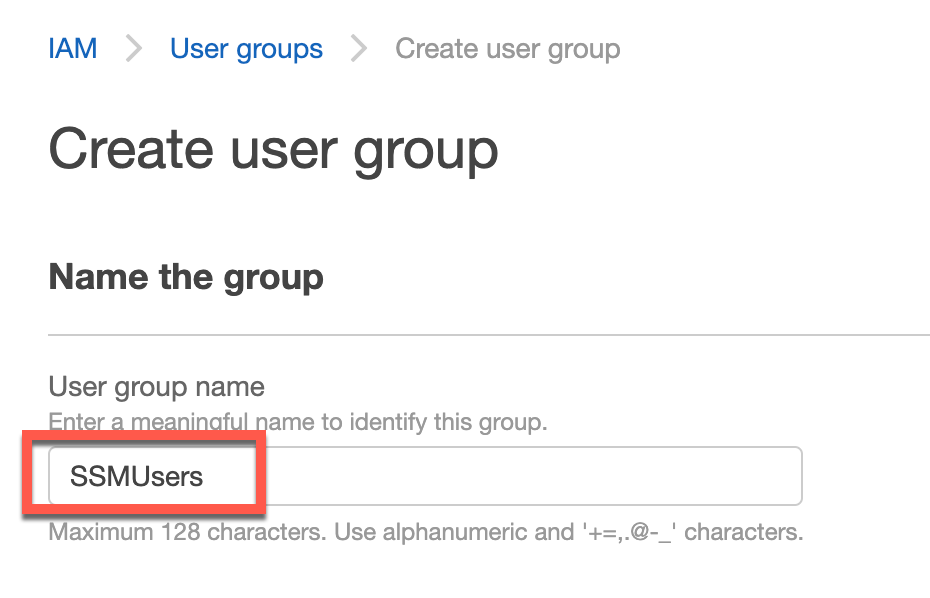 IAM > User groups > Create user group
Create user group
Name the group
User group name
Enter a meaningful name to identify this group.
SSMUsers
Maximum 128 characters. Use alphanumeric and '+=,.@-_' characters.